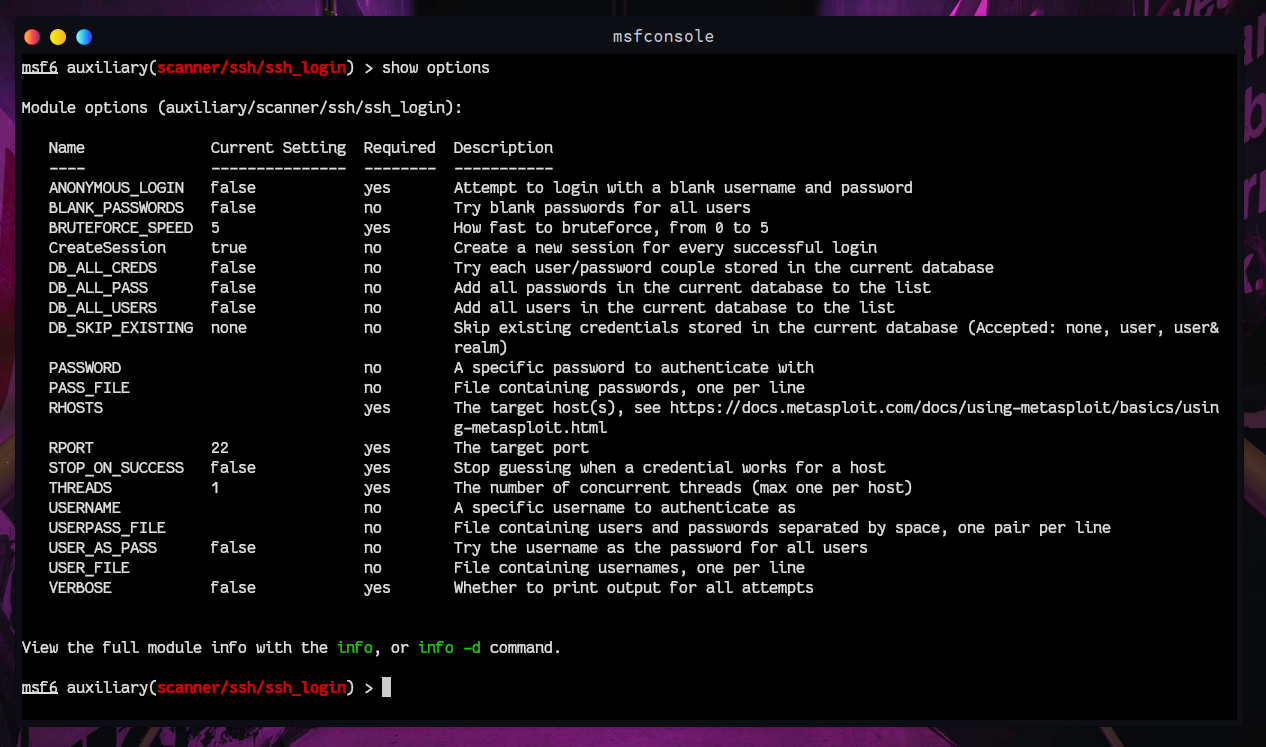 msfconsole
msf6 auxiliary(scanner/ssh/ssh_login) > show options
Module options (auxiliary/scanner/ssh/ssh_login):
Name Current Setting Required Description
---- --------------- -------- -----------
ANONYMOUS_LOGIN false yes Attempt to login with a blank username and password
BLANK_PASSWORDS false no Try blank passwords for all users
BRUTEFORCE_SPEED 5 yes How fast to bruteforce, from 0 to 5
CreateSession true no Create a new session for every successful login
DB_ALL_CREDS false no Try each user/password couple stored in the current database
DB_ALL_PASS false no Add all passwords in the current database to the list
DB_ALL_USERS false no Add all users in the current database to the list
DB_SKIP_EXISTING none no Skip existing credentials stored in the current database (Accepted: none, user, user&
realm)
PASSWORD no A specific password to authenticate with
PASS_FILE no File containing passwords, one per line
RHOSTS yes The target host(s), see https://docs.metasploit.com/docs/using-metasploit/basics/usin
g-metasploit.html
RPORT 22 yes The target port
STOP_ON_SUCCESS false yes Stop guessing when a credential works for a host
THREADS 1 yes The number of concurrent threads (max one per host)
USERNAME no A specific username to authenticate as
USERPASS_FILE no File containing users and passwords separated by space, one pair per line
USER_AS_PASS false no Try the username as the password for all users
USER_FILE no File containing usernames, one per line
VERBOSE false yes Whether to print output for all attempts
View the full module info with the info, or info -d command.
msf6 auxiliary(scanner/ssh/ssh_login) >